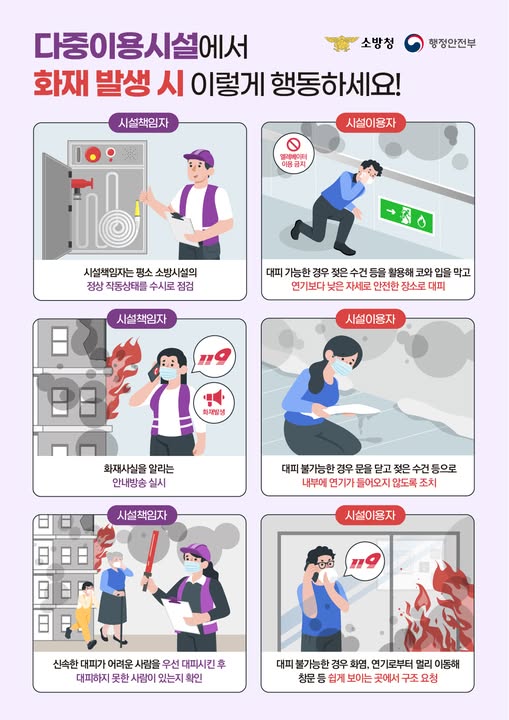 다중이용시설에서
화재 발생 시 이렇게 행동하세요!
소방청
행정안전부
시설책임자
시설책임자는 평소 소방시설의
정상 작동상태를 수시로 점검
시설이용자
엘레베이터
이용 금지
대피 가능한 경우 젖은 수건 등을 활용해 코와 입을 막고
연기보다 낮은 자세로 안전한 장소로 대피
시설책임자
119
화재발생
화재사실을 알리는
안내방송 실시
시설이용자
대피 불가능한 경우 문을 닫고 젖은 수건 등으로
내부에 연기가 들어오지 않도록 조치
시설책임자
신속한 대피가 어려운 사람을 우선 대피시킨 후
대피하지 못한 사람이 있는지 확인
시설이용자
119
대피 불가능한 경우 화염, 연기로부터 멀리 이동해
창문 등 쉽게 보이는 곳에서 구조 요청